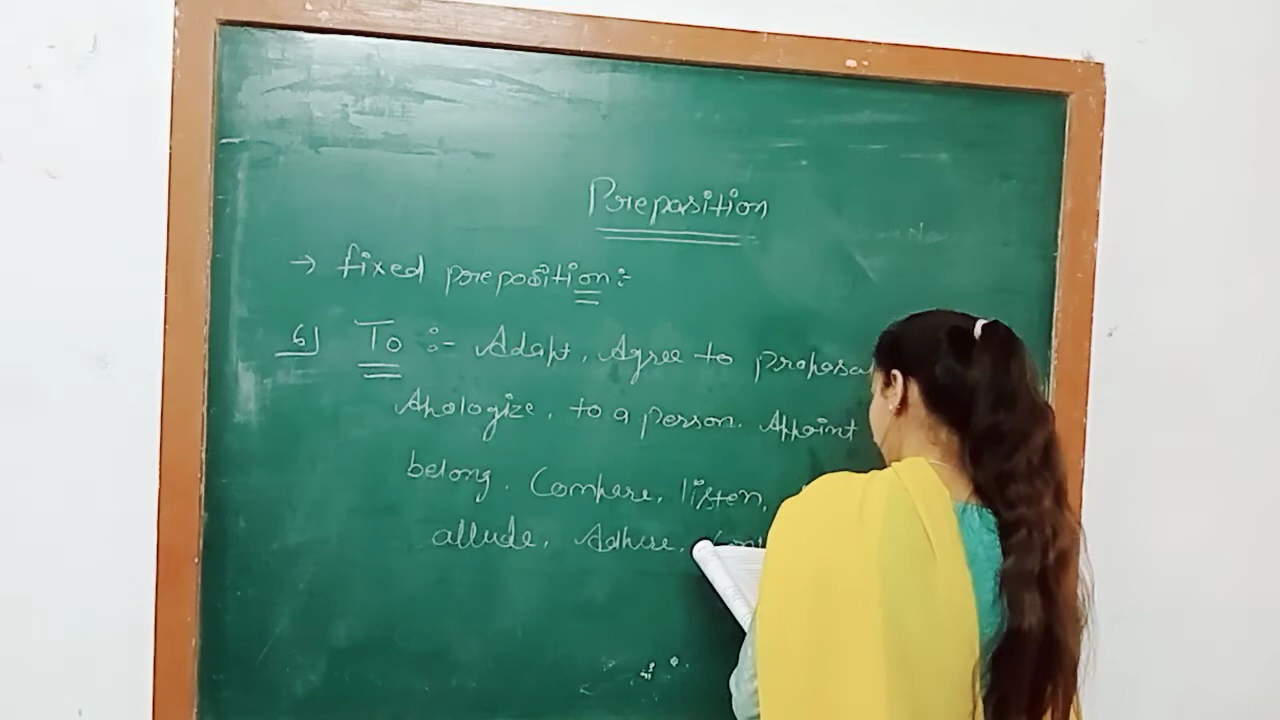 Preposition
→ fixed preposition :-
6) To :- Adapt, Agree to proposal
Apologize, to a person. Appoint
belong. Compare, listen,
allude, Adhere,